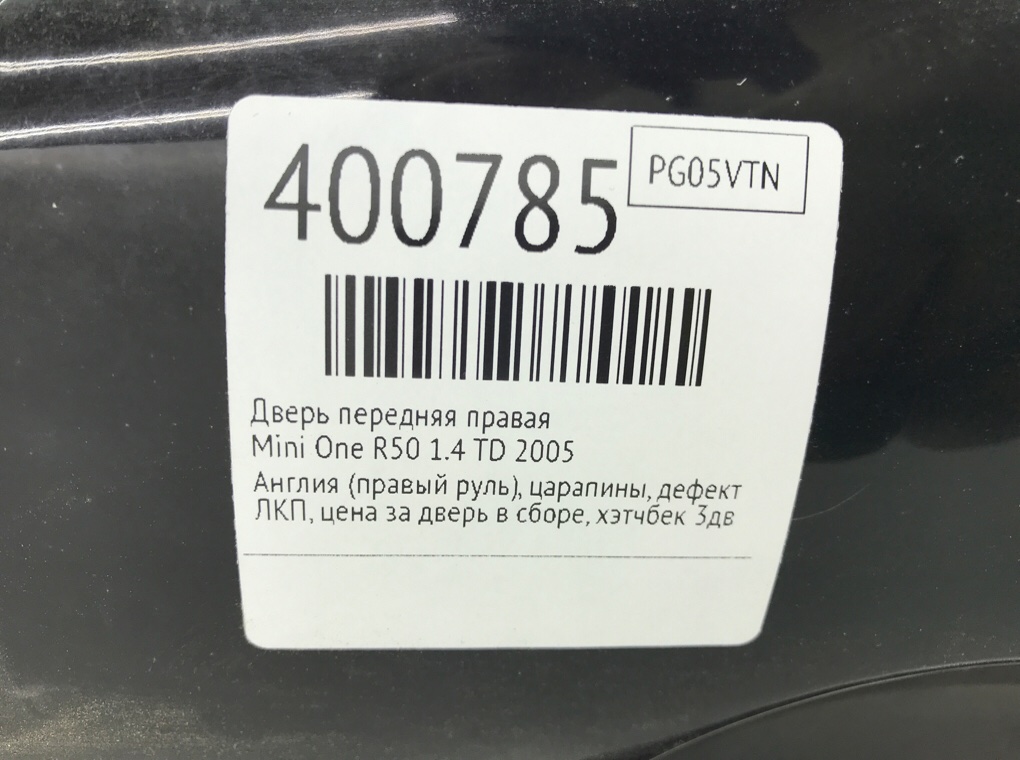 400785
PG05VTN
Дверь передняя правая
Mini One R50 1.4 TD 2005
Англия (правый руль), царапины, дефект
ЛКП, цена за дверь в сборе, хэтчбек 3дв